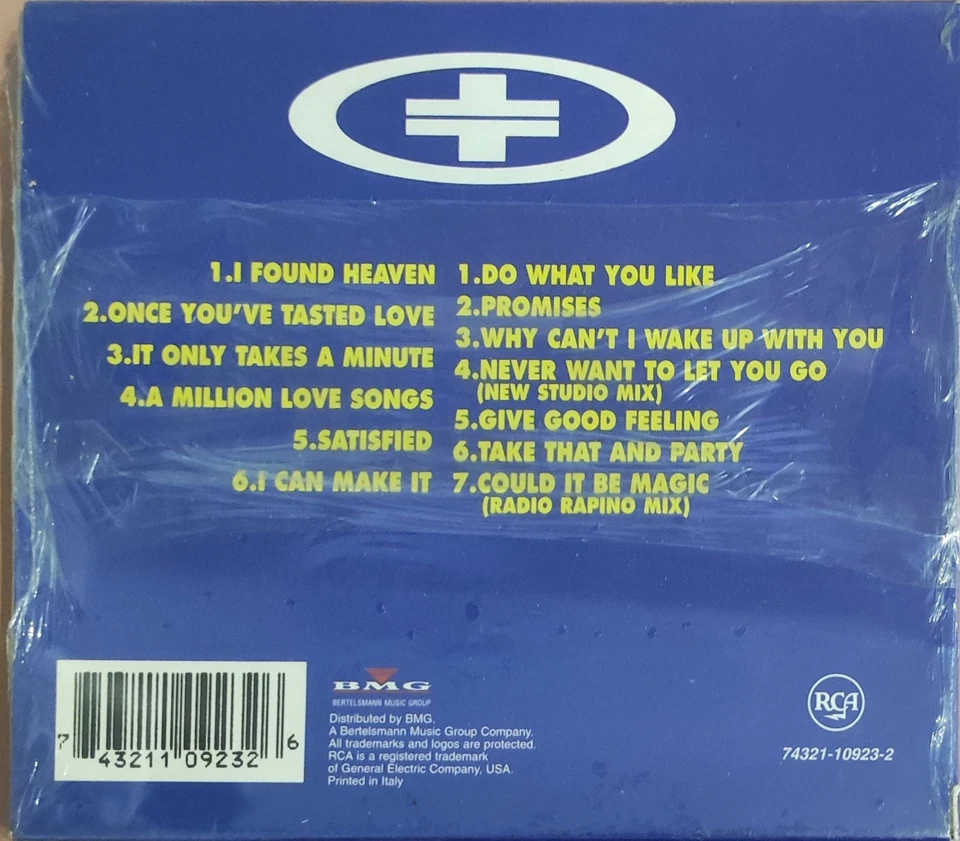 1.I FOUND HEAVEN
2.ONCE YOU'VE TASTED LOVE
3.IT ONLY TAKES A MINUTE
4.A MILLION LOVE SONGS
5.SATISFIED
6.I CAN MAKE IT
1.DO WHAT YOU LIKE
2.PROMISES
3.WHY CAN'T I WAKE UP WITH YOU
4.NEVER WANT TO LET YOU GO
(NEW STUDIO MIX)
5.GIVE GOOD FEELING
6.TAKE THAT AND PARTY
7.COULD IT BE MAGIC
(RADIO RAPINO MIX)
7 43211 09232 6
BMG
BERTELSMANN MUSIC GROUP
Distributed by BMG.
A Bertelsmann Music Group Company.
All trademarks and logos are protected.
RCA is a registered trademark
of General Electric Company, USA.
Printed in Italy
RCA
74321-10923-2